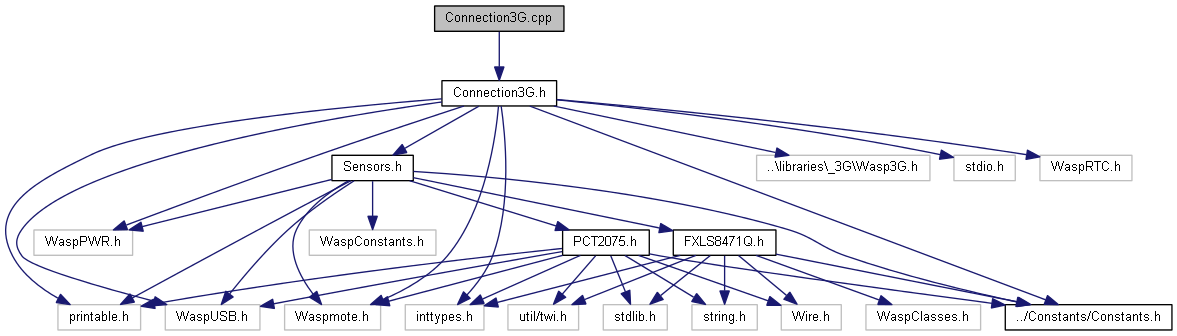 Connection3G.cpp
Connection3G.h
Sensors.h
..\libraries\_3G\Wasp3G.h
stdio.h
WaspRTC.h
WaspPWR.h
WaspConstants.h
PCT2075.h
FXLS8471Q.h
printable.h
WaspUSB.h
Waspmote.h
inttypes.h
util/twi.h
stdlib.h
string.h
Wire.h
WaspClasses.h
../Constants/Constants.h